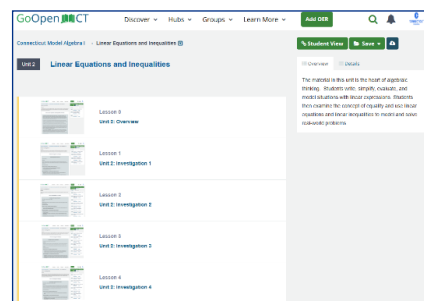 GoOpen CT
Discover Hubs Groups Learn More Add OER
Connecticut Model Algebra I Linear Equations and Inequalities
Student View Save
Unit 2 Linear Equations and Inequalities
Overview Details
The material in this unit is the heart of algebraic
thinking. Students write, simplify, evaluate, and
model situations with linear expressions. Students
then examine the concept of equality and use linear
equations and linear inequalities to model and solve
real-world problems
Lesson 0
Unit 2: Overview
Lesson 1
Unit 2: Investigation 1
Lesson 2
Unit 2: Investigation 2
Lesson 3
Unit 2: Investigation 3
Lesson 4
Unit 2: Investigation 4